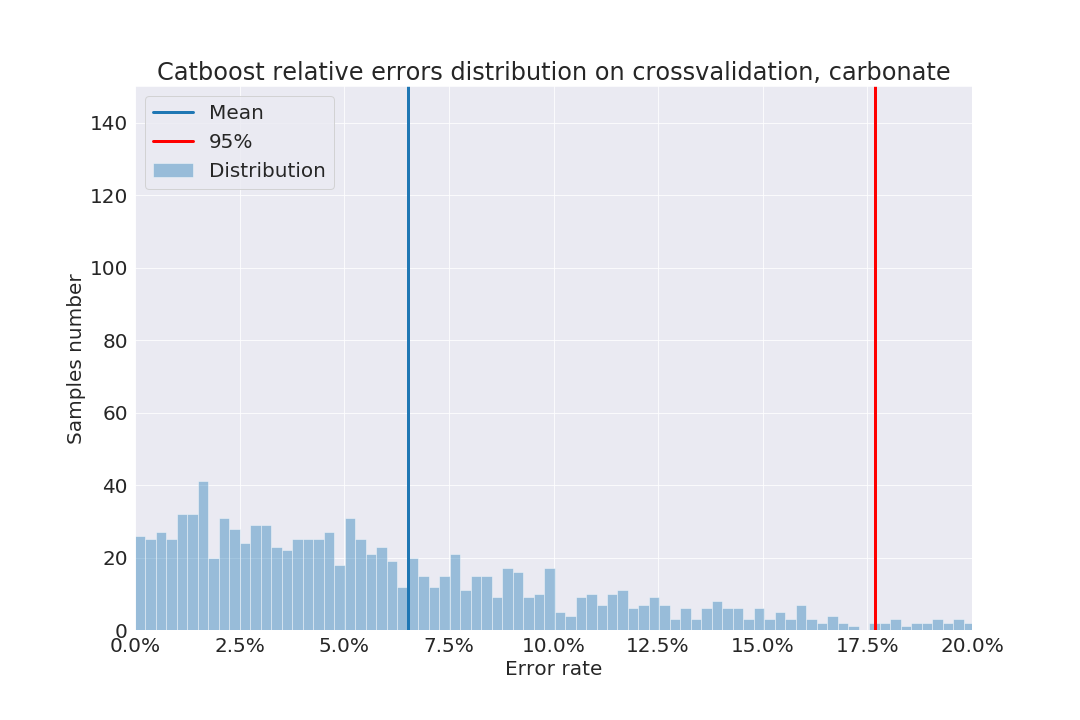 Catboost relative errors distribution on crossvalidation, carbonate
Mean
95%
Distribution
Samples number
140
120
100
80
60
40
20
0
0.0% 2.5% 5.0% 7.5% 10.0% 12.5% 15.0% 17.5% 20.0%
Error rate